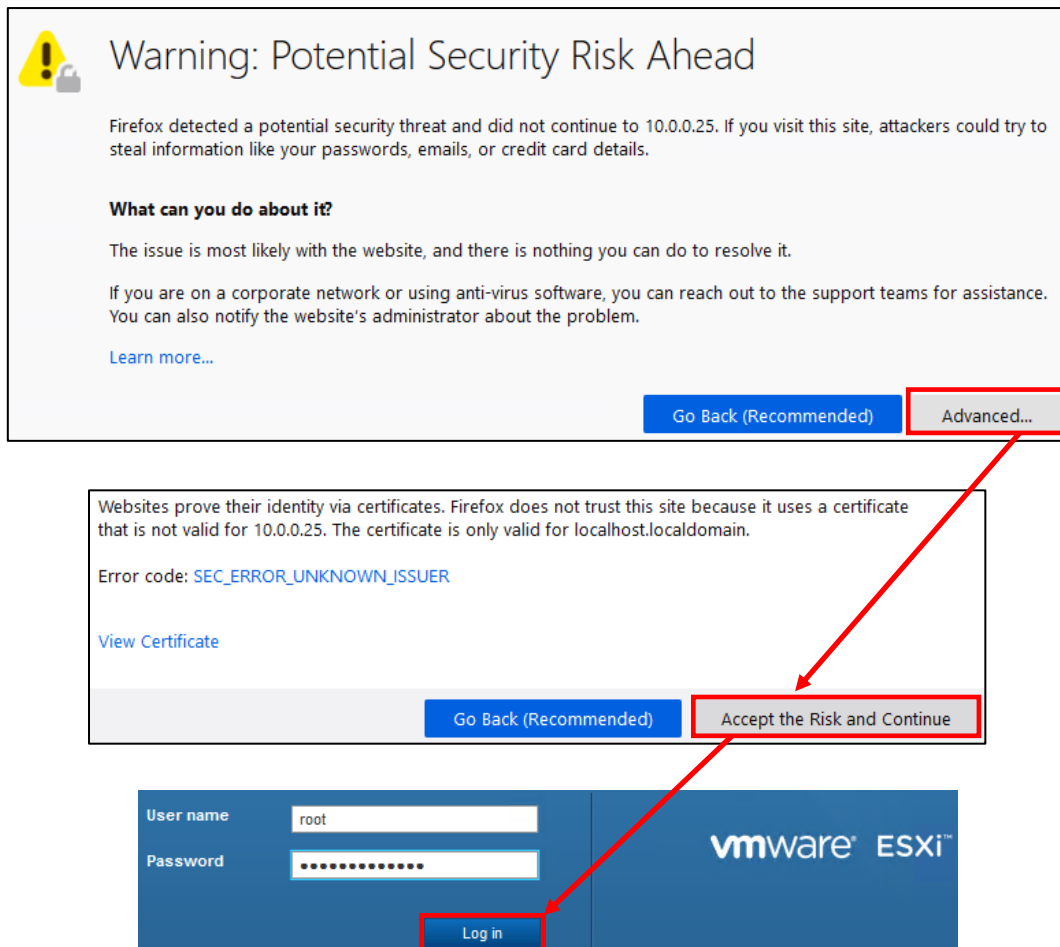 Warning: Potential Security Risk Ahead
Firefox detected a potential security threat and did not continue to 10.0.0.25. If you visit this site, attackers could try to
steal information like your passwords, emails, or credit card details.
What can you do about it?
The issue is most likely with the website, and there is nothing you can do to resolve it.
If you are on a corporate network or using anti-virus software, you can reach out to the support teams for assistance.
You can also notify the website's administrator about the problem.
Learn more...
Go Back (Recommended) Advanced...
Websites prove their identity via certificates. Firefox does not trust this site because it uses a certificate
that is not valid for 10.0.0.25. The certificate is only valid for localhost.localdomain.
Error code: SEC_ERROR_UNKNOWN_ISSUER
View Certificate
Go Back (Recommended) Accept the Risk and Continue
User name root
vmware® ESXi™
Password •••••••••••••
Log in